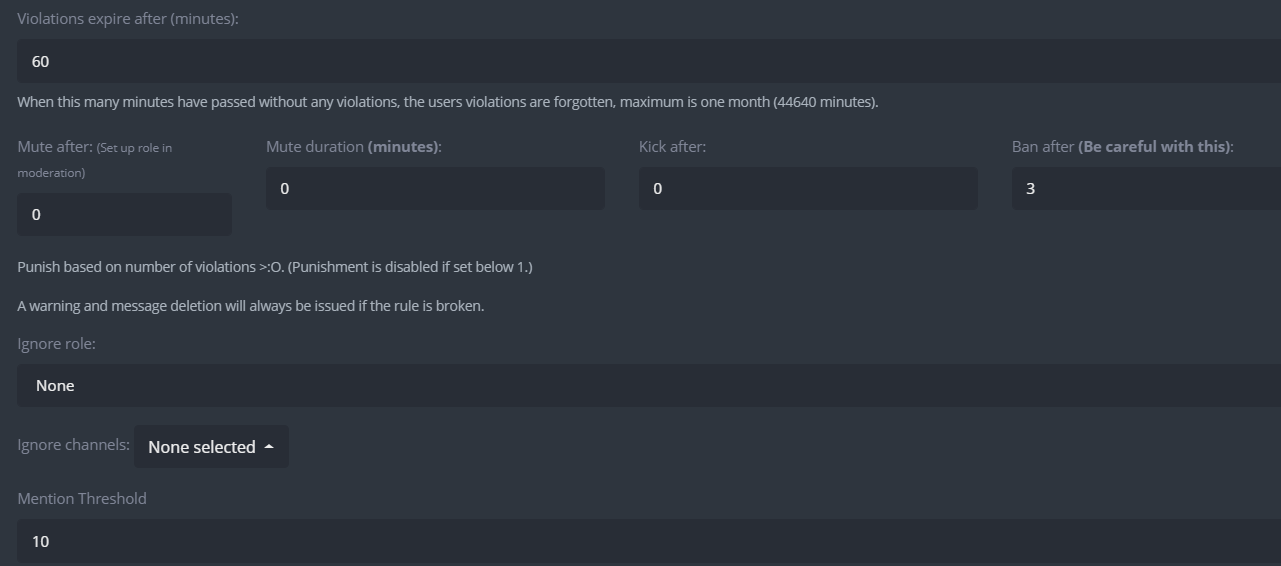 Violations expire after (minutes):
60
When this many minutes have passed without any violations, the users violations are forgotten, maximum is one month (44640 minutes).
Mute after: (Set up role in
moderation)
0
Mute duration (minutes):
0
Kick after:
0
Ban after (Be careful with this):
3
Punish based on number of violations >:O. (Punishment is disabled if set below 1.)
A warning and message deletion will always be issued if the rule is broken.
Ignore role:
None
Ignore channels: None selected
Mention Threshold
10